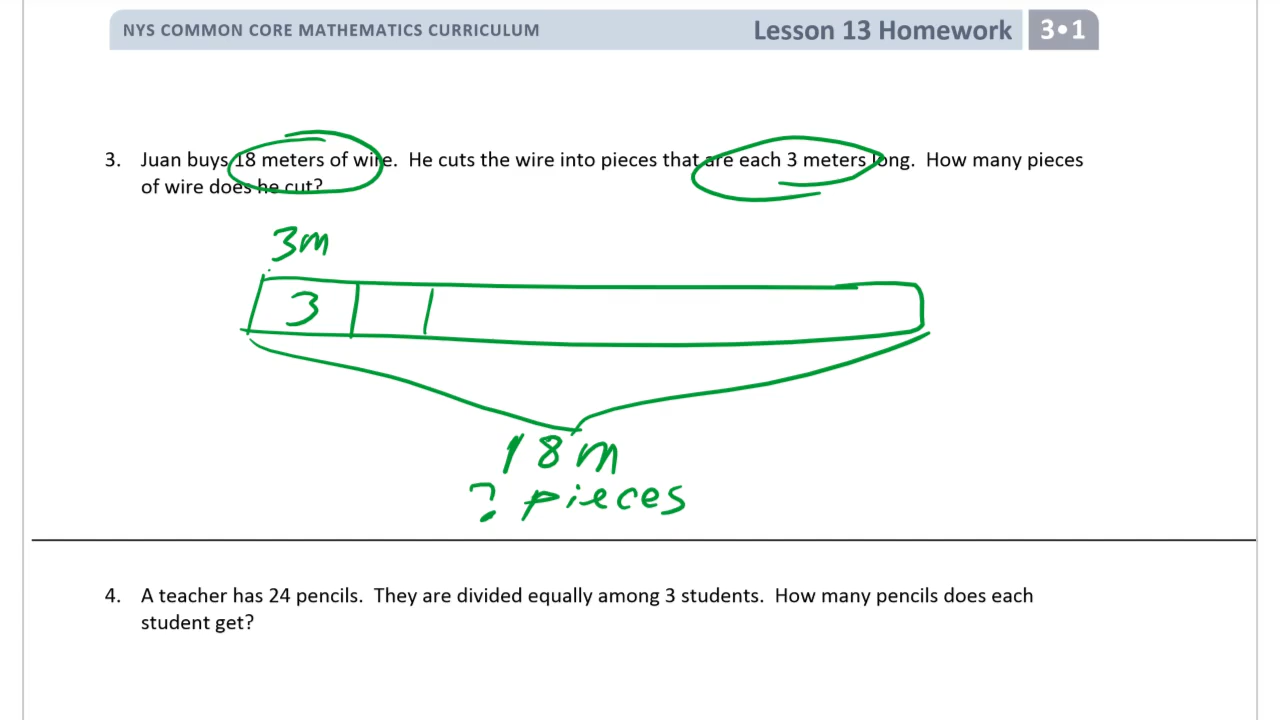 NYS COMMON CORE MATHEMATICS CURRICULUM
Lesson 13 Homework 3•1
3. Juan buys 18 meters of wire. He cuts the wire into pieces that are each 3 meters long. How many pieces
of wire does he cut?
3m
3
18m
? pieces
4. A teacher has 24 pencils. They are divided equally among 3 students. How many pencils does each
student get?